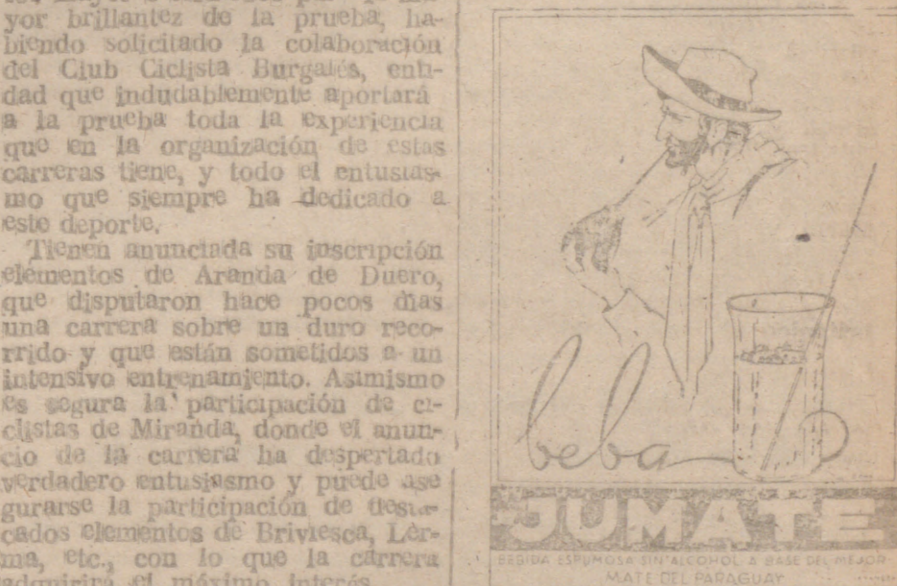 yor brillantez de la prueba, ha-
biendo solicitado la colaboración
del Club Ciclista Burgalés, enti-
dad que indudablemente aportará
a la prueba toda la experiencia
que en la organización de estas
carreras tiene, y todo el entusias-
mo que siempre ha dedicado a
este deporte.
Tienen anunciada su inscripción
elementos de Aranda de Duero,
que disputaron hace pocos días
una carrera sobre un duro reco-
rrido y que están sometidos a un
intensivo entrenamiento. Asimismo
es segura la participación de ci-
clistas de Miranda, donde el anun-
cio de la carrera ha despertado
verdadero entusiasmo y puede ase
gurarse la participación de desta-
cados elementos de Briviesca, Ler-
ma, etc., con lo que la carrera
adquirirá el máximo interés
beba
JUMATE
BEBIDA ESPUMOSA SIN ALCOHOL A BASE DEL MEJOR
MATE DEL PARAGUAY